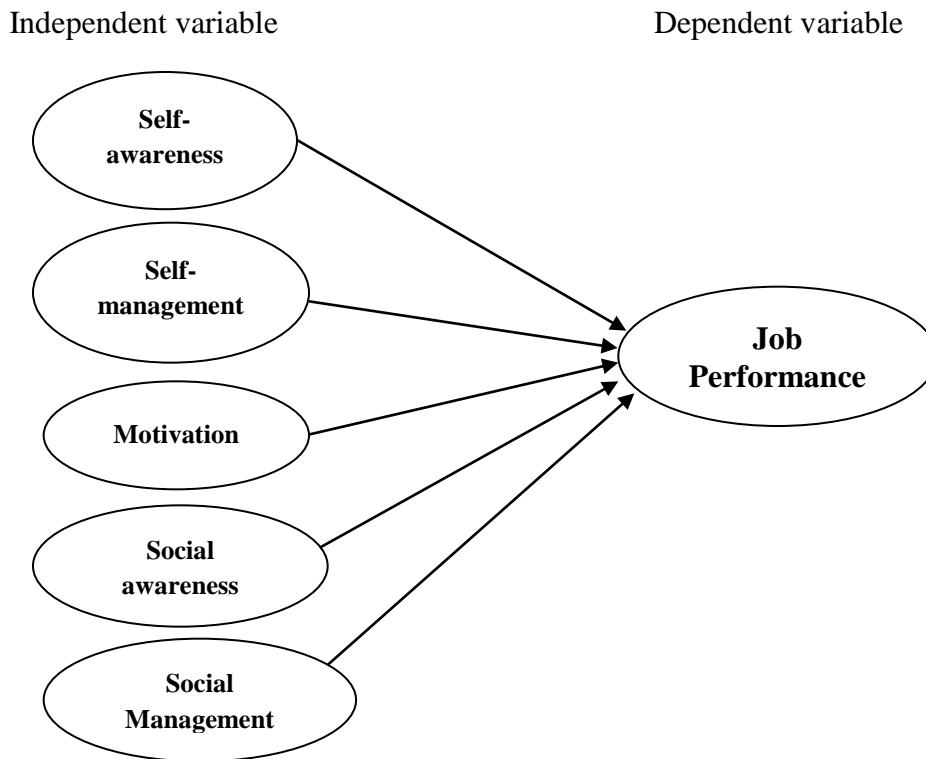 Independent variable
Dependent variable
Self-
awareness
Self-
management
Motivation
Social
awareness
Social
Management
Job
Performance